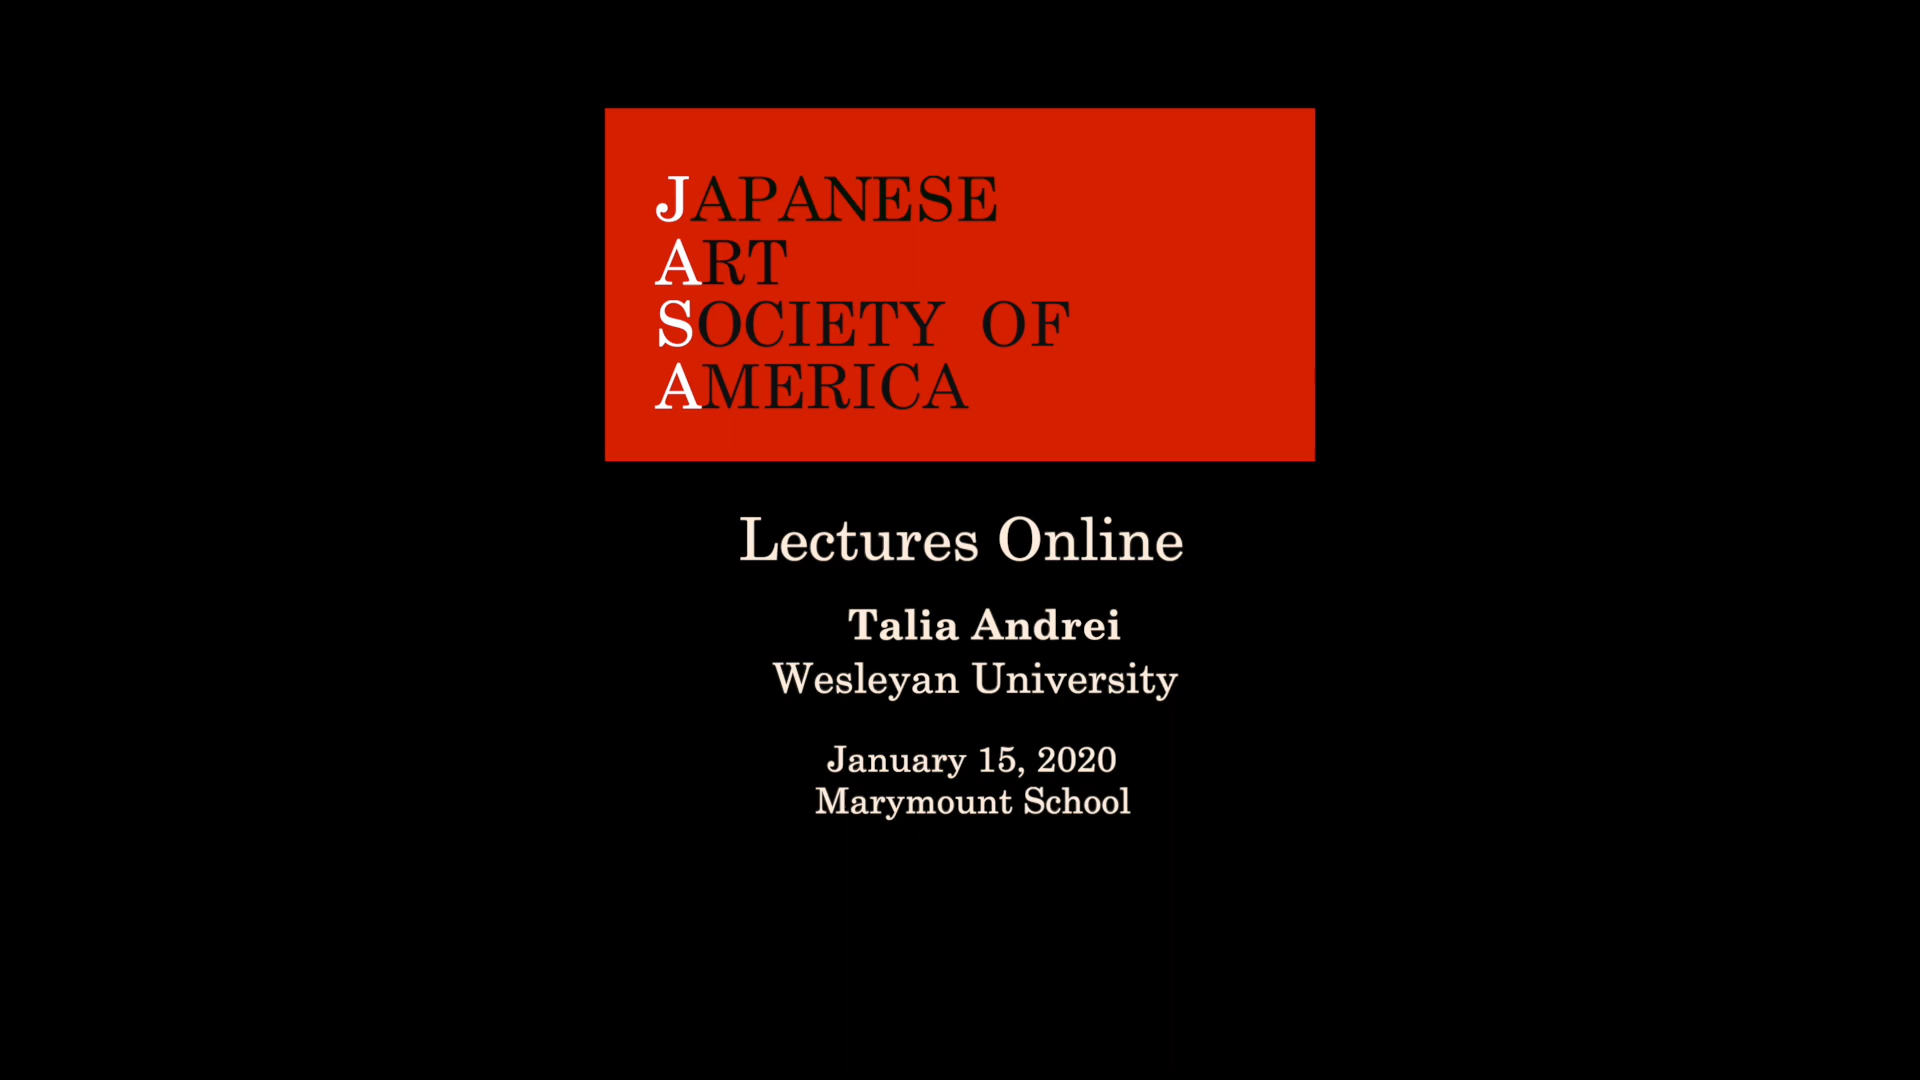 JAPANESE
ART
SOCIETY OF
AMERICA
Lectures Online
Talia Andrei
Wesleyan University
January 15, 2020
Marymount School